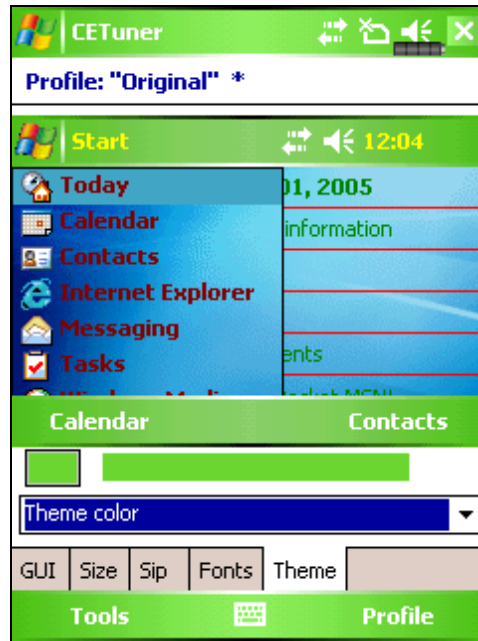 CETuner
Profile: "Original" *
Start 12:04
Today 01, 2005
Calendar information
Contacts
Internet Explorer
Messaging
Tasks ents
Calendar Contacts
Theme color
GUI Size Sip Fonts Theme
Tools Profile